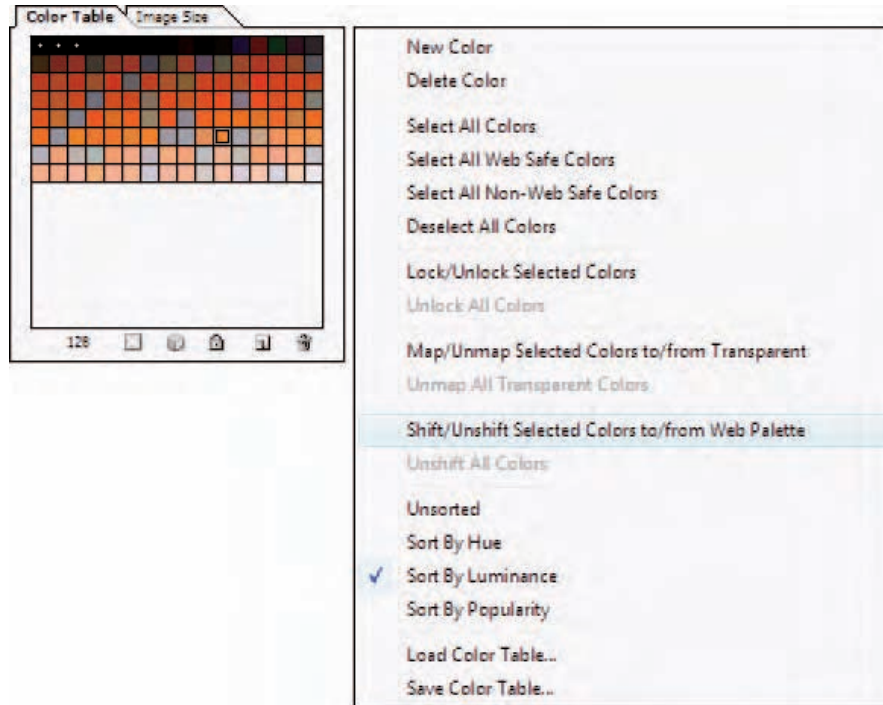 Color Table
Image Size
128
New Color
Delete Color
Select All Colors
Select All Web Safe Colors
Select All Non-Web Safe Colors
Deselect All Colors
Lock/Unlock Selected Colors
Unlock All Colors
Map/Unmap Selected Colors to/from Transparent
Unmap All Transparent Colors
Shift/Unshift Selected Colors to/from Web Palette
Unshift All Colors
Unsorted
Sort By Hue
Sort By Luminance
Sort By Popularity
Load Color Table...
Save Color Table...